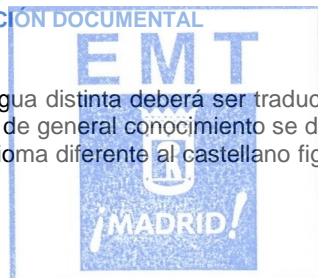 CIÓN DOCUMENTAL
EMT
gua distinta deberá ser traduc
de general conocimiento se d
ioma diferente al castellano fig
¡MADRID!